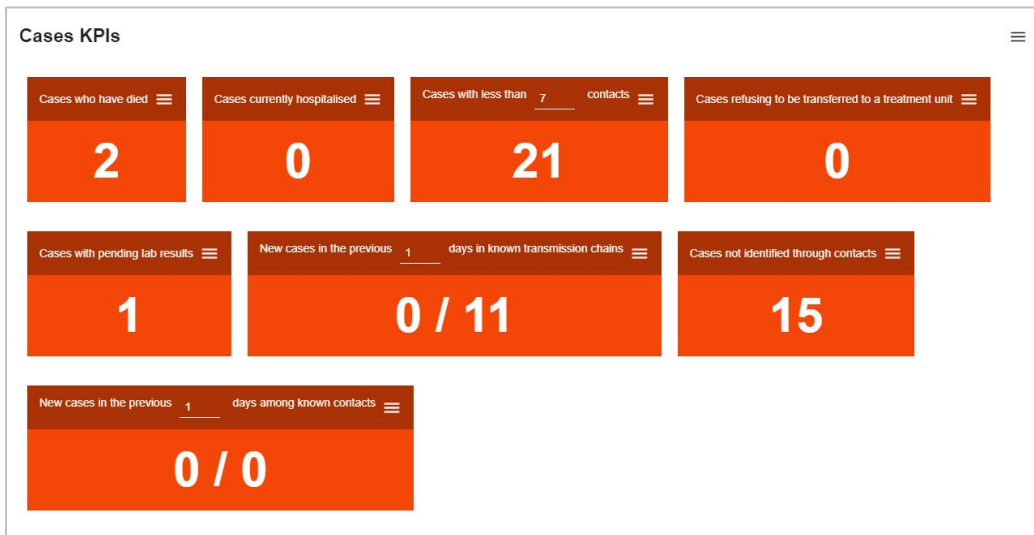 Cases KPIs
Cases who have died
2
Cases currently hospitalised
0
Cases with less than 7 contacts
21
Cases refusing to be transferred to a treatment unit
0
Cases with pending lab results
1
New cases in the previous 1 days in known transmission chains
0 / 11
Cases not identified through contacts
15
New cases in the previous 1 days among known contacts
0 / 0